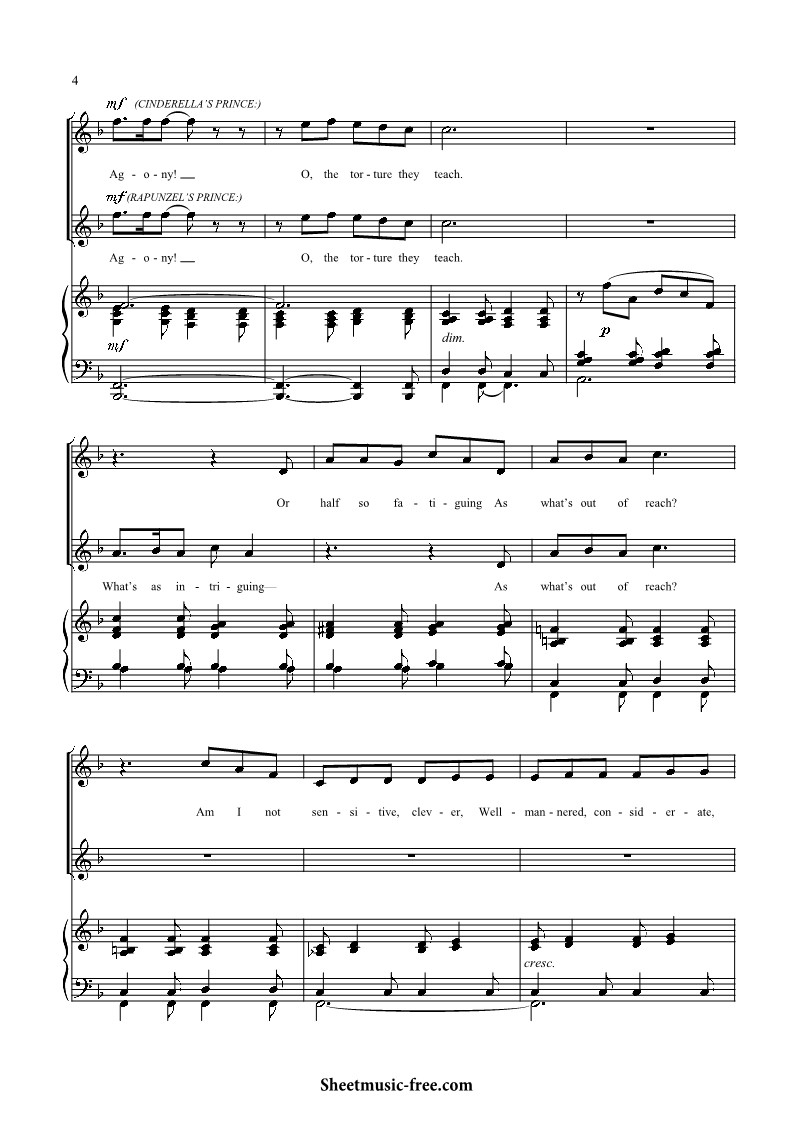 4
mf (CINDERELLA'S PRINCE:)
Ag - o - ny! __ O, the tor - ture they teach.
mf (RAPUNZEL'S PRINCE:)
Ag - o - ny! __ O, the tor - ture they teach.
mf dim. p
Or half so fa - ti - guing As what's out of reach?
What's as in - tri - guing— As what's out of reach?
Am I not sen - si - tive, clev - er, Well - man - nered, con - sid - er - ate,
cresc.
Sheetmusic-free.com